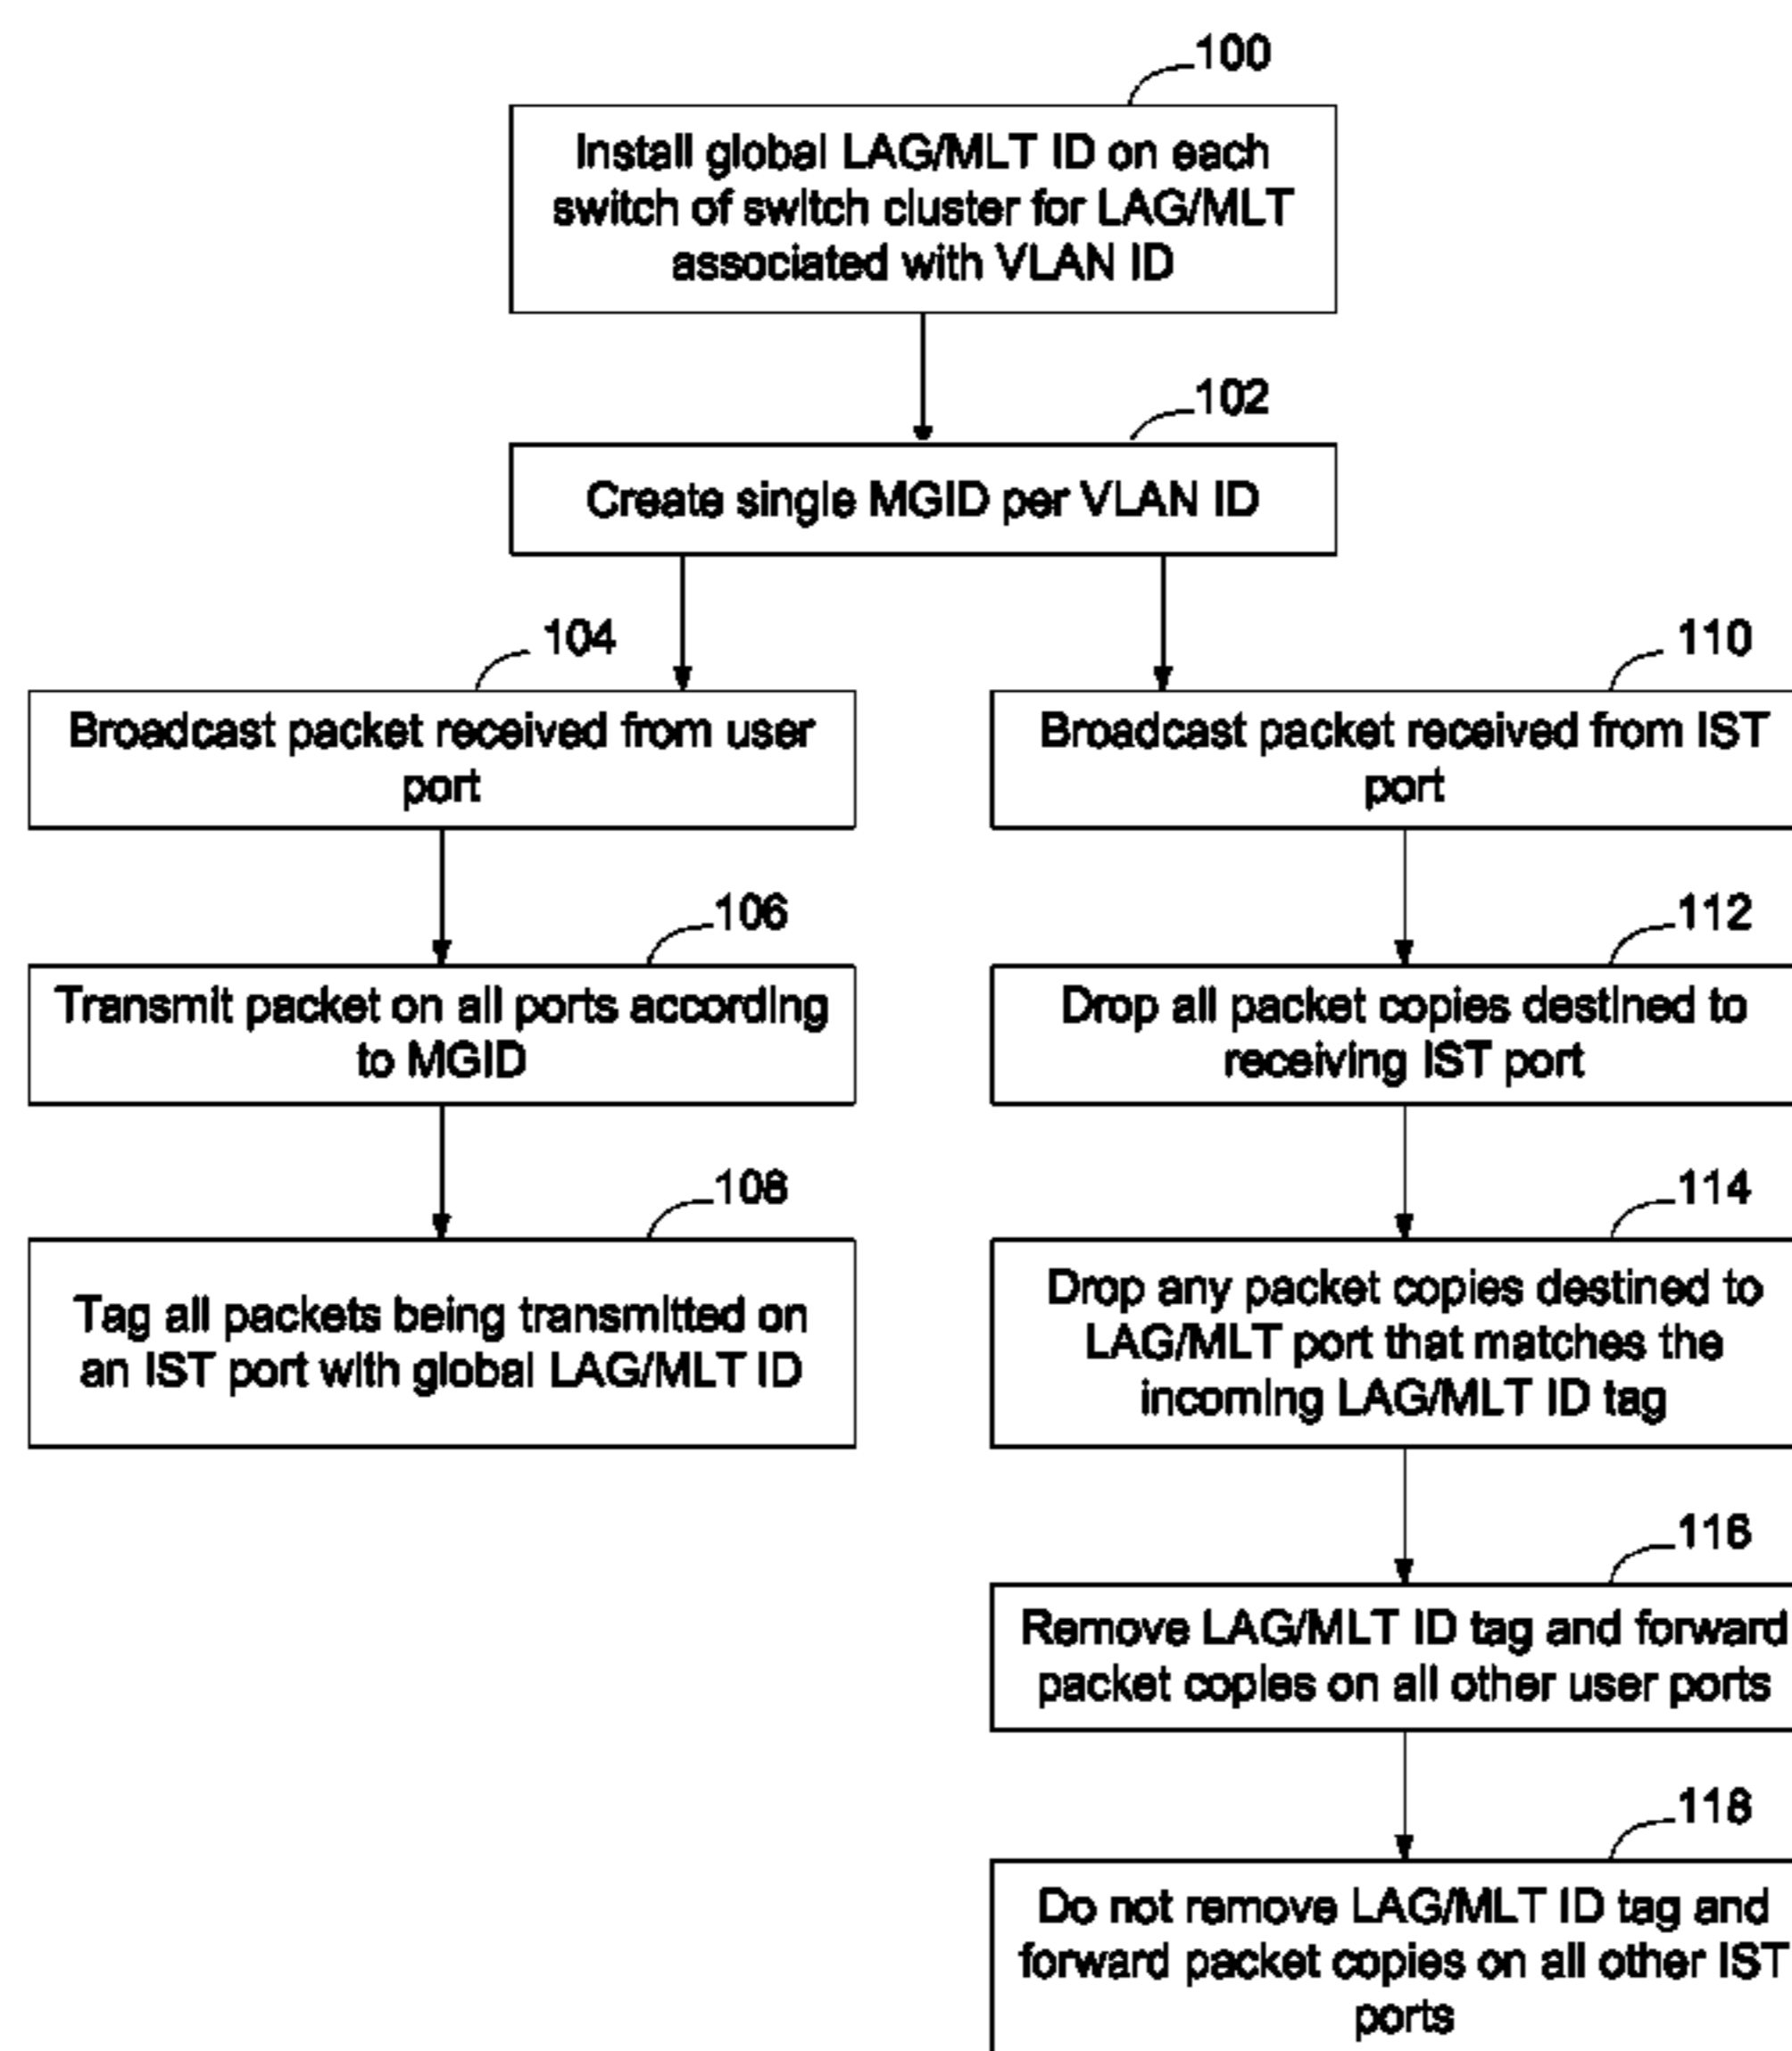 100
Install global LAG/MLT ID on each
switch of switch cluster for LAG/MLT
associated with VLAN ID
102
Create single MGID per VLAN ID
104
Broadcast packet received from user
port
106
Transmit packet on all ports according
to MGID
108
Tag all packets being transmitted on
an IST port with global LAG/MLT ID
110
Broadcast packet received from IST
port
112
Drop all packet copies destined to
receiving IST port
114
Drop any packet copies destined to
LAG/MLT port that matches the
incoming LAG/MLT ID tag
116
Remove LAG/MLT ID tag and forward
packet copies on all other user ports
118
Do not remove LAG/MLT ID tag and
forward packet copies on all other IST
ports